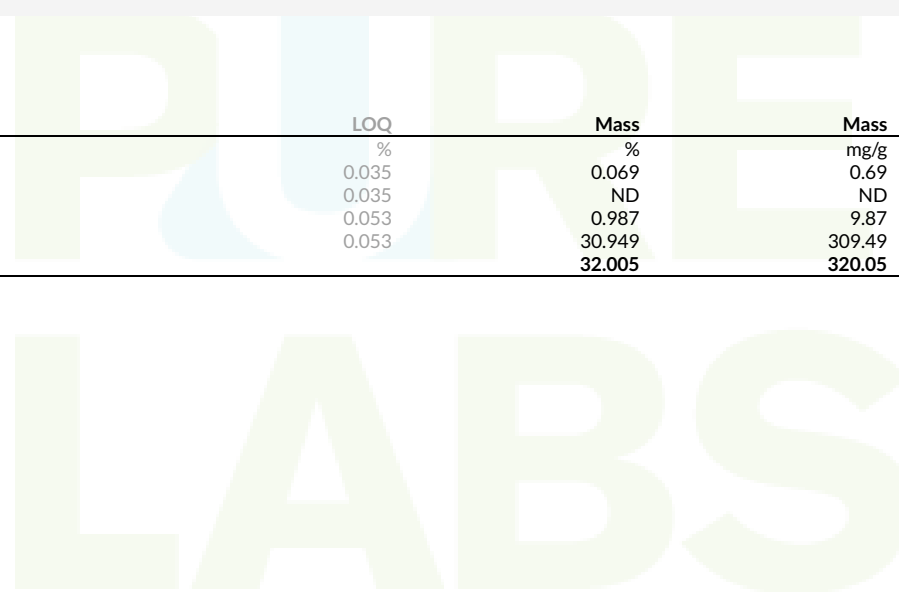 PURE
LOQ Mass Mass
% % mg/g
0.035 0.069 0.69
0.035 ND ND
0.053 0.987 9.87
0.053 30.949 309.49
32.005 320.05
LABS